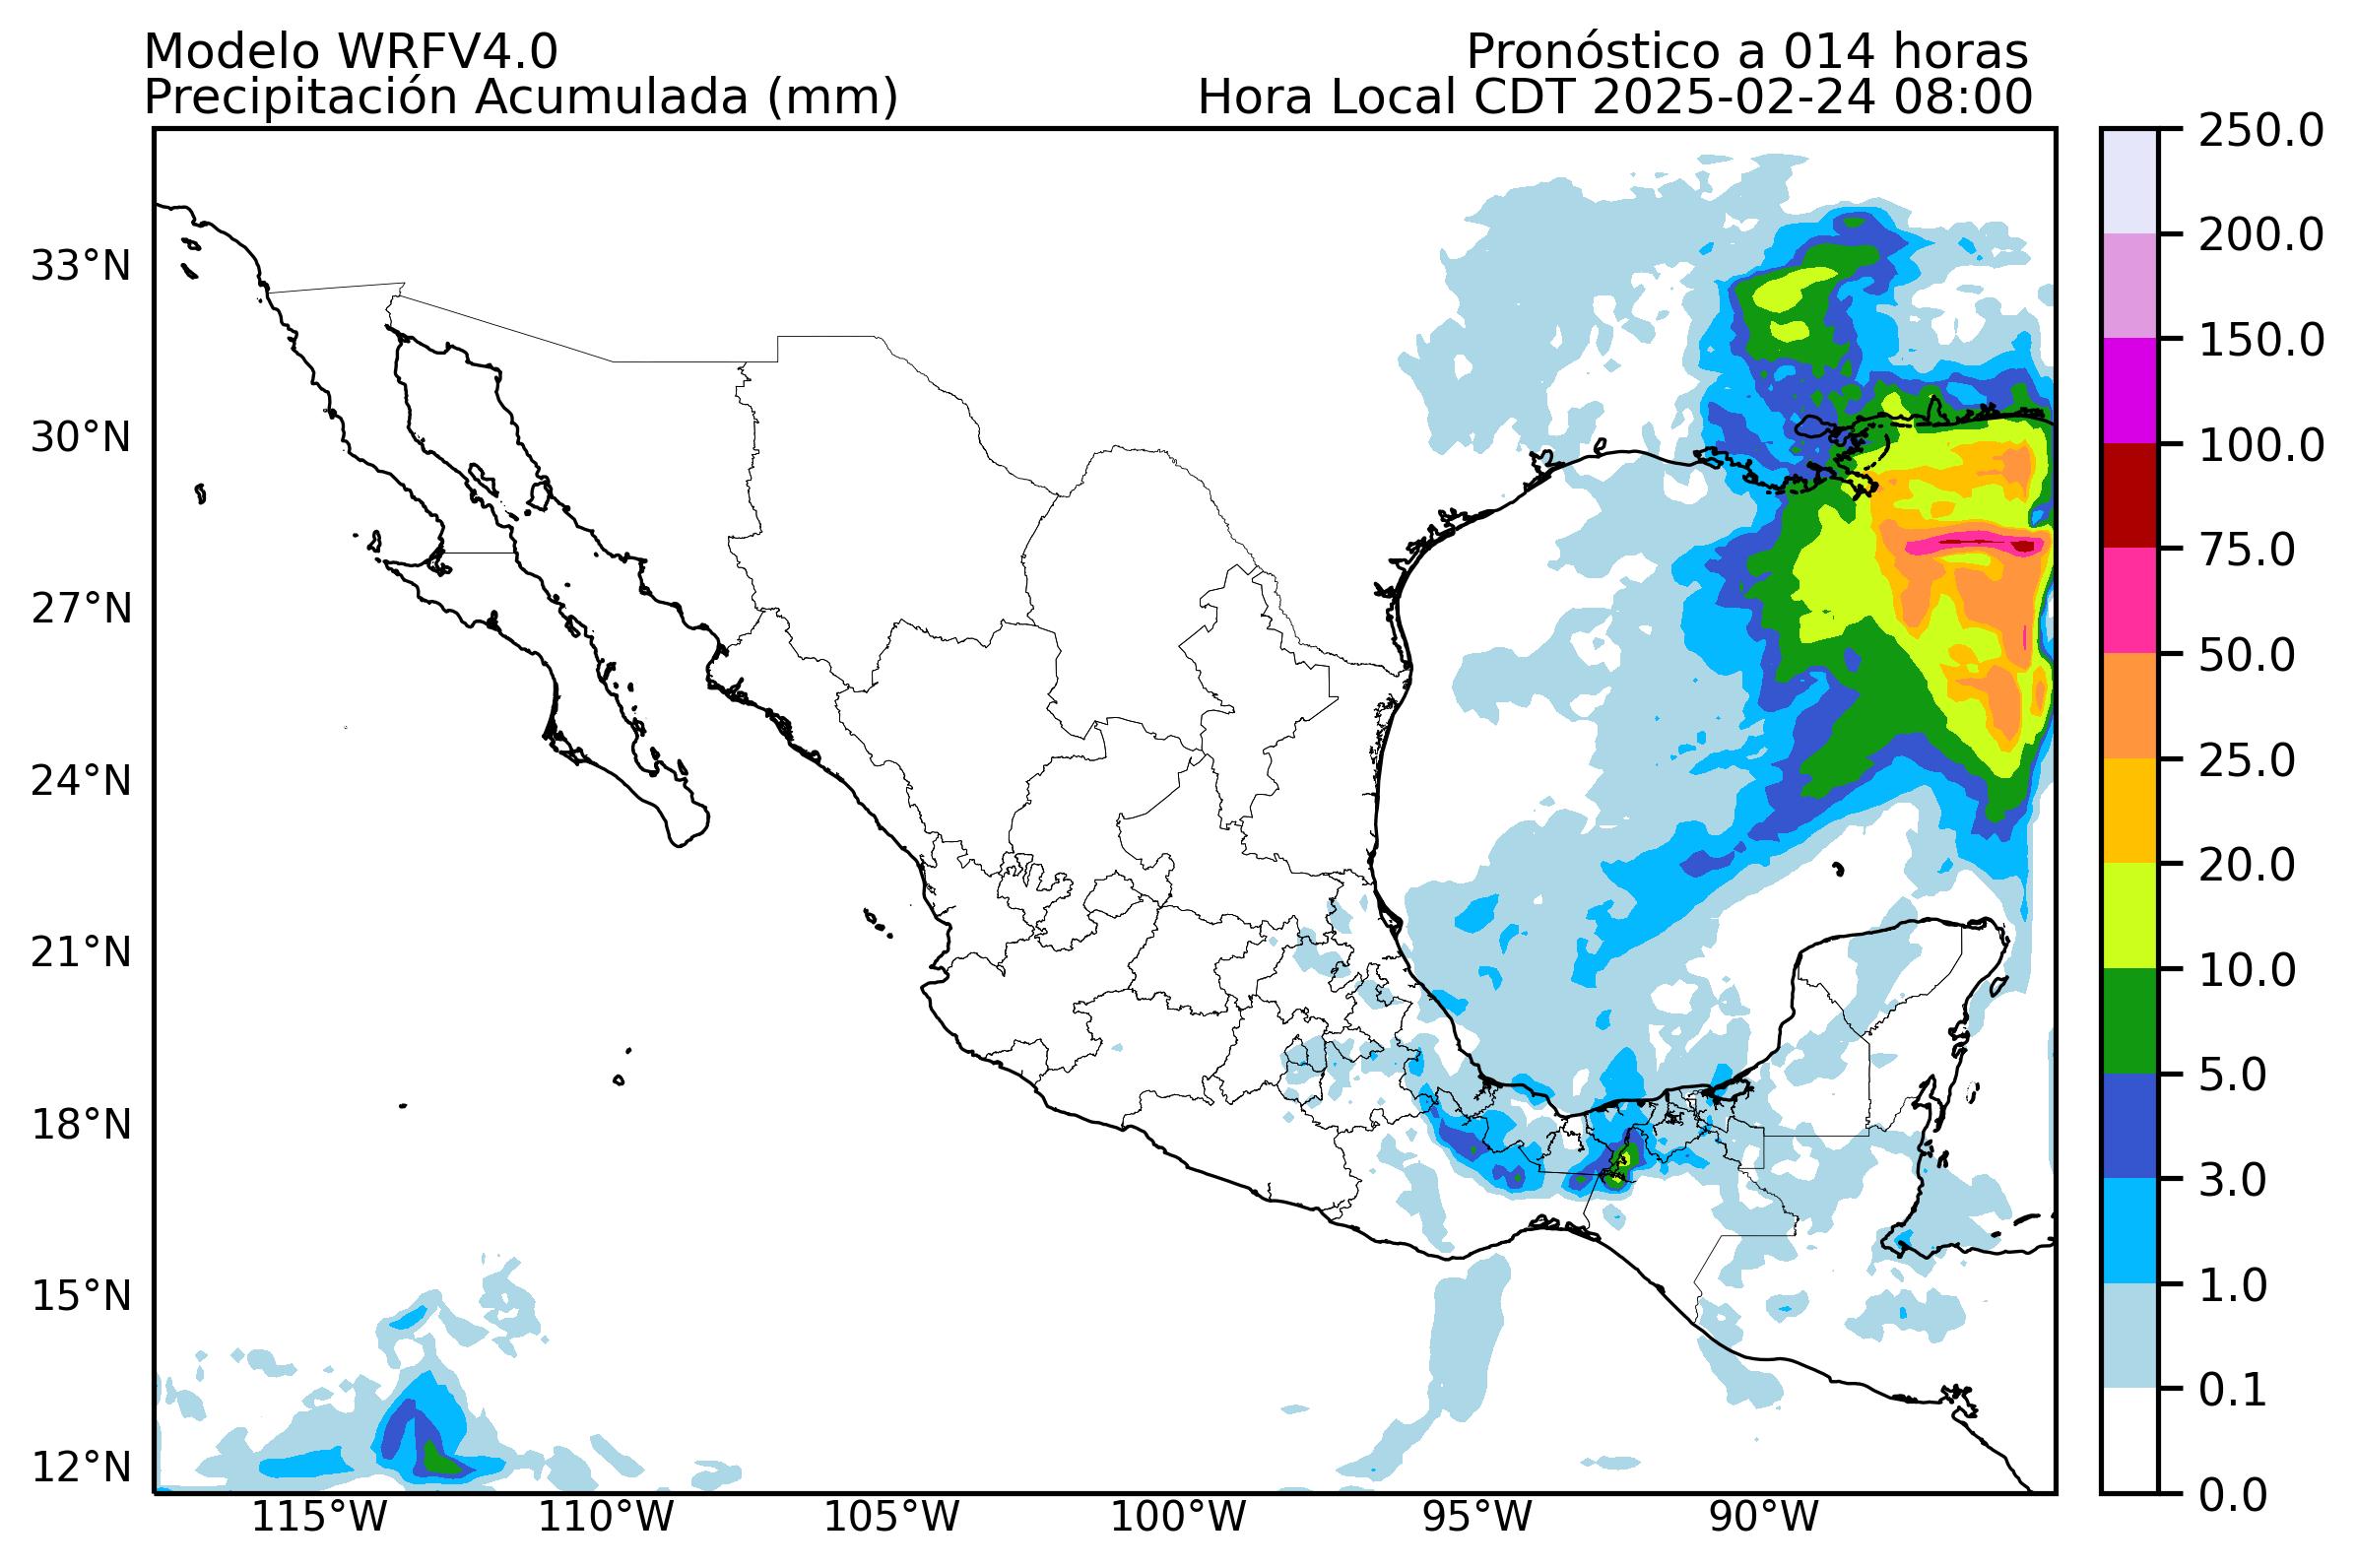 Modelo WRFV4.0
Pronóstico a 014 horas
Precipitación Acumulada (mm)
Hora Local CDT 2025-02-24 08:00
33°N
30°N
27°N
24°N
21°N
18°N
15°N
12°N
115°W
110°W
105°W
100°W
95°W
90°W
250.0
200.0
150.0
100.0
75.0
50.0
25.0
20.0
10.0
5.0
3.0
1.0
0.1
0.0